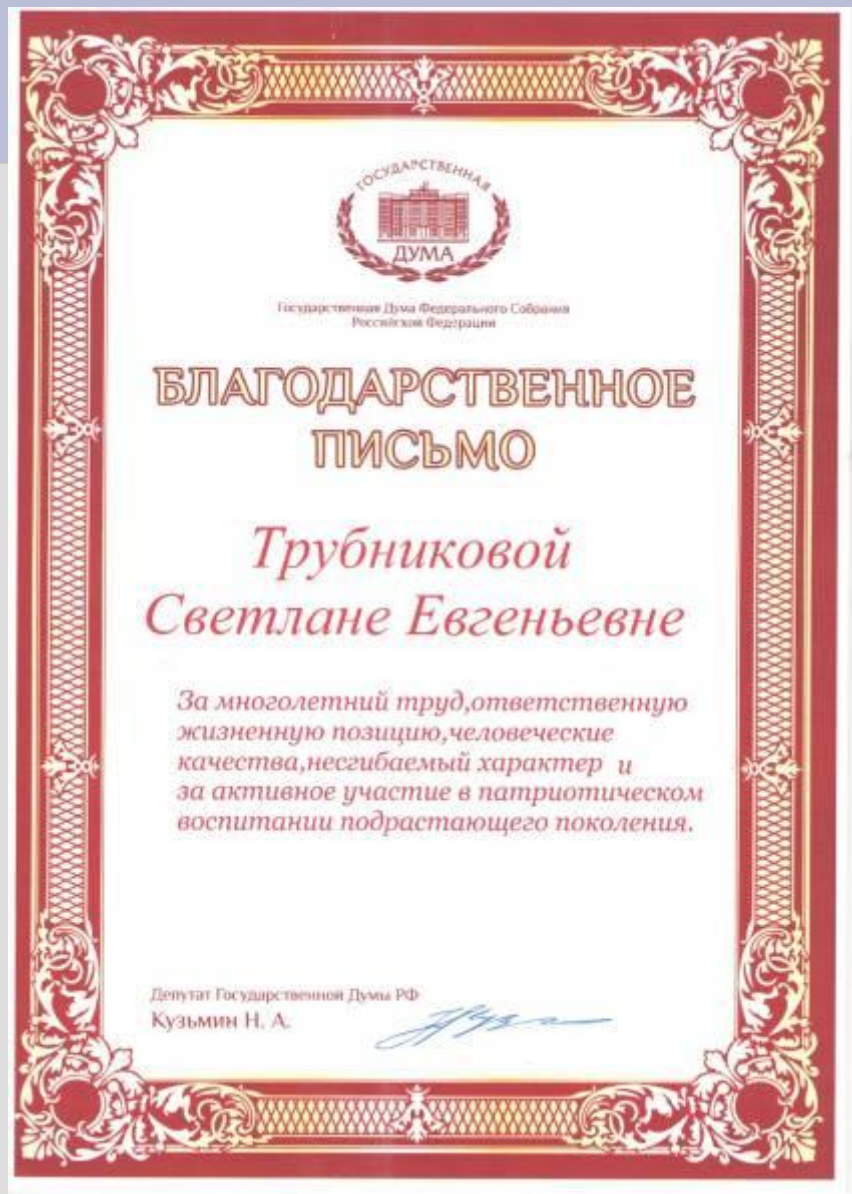 ГОСУДАРСТВЕННАЯ
ДУМА
Государственная Дума Федерального Собрания
Российской Федерации
БЛАГОДАРСТВЕННОЕ
ПИСЬМО
Трубниковой
Светлане Евгеньевне
За многолетний труд,ответственную
жизненную позицию,человеческие
качества,несгибаемый характер и
за активное участие в патриотическом
воспитании подрастающего поколения.
Депутат Государственной Думы РФ
Кузьмин Н. А.